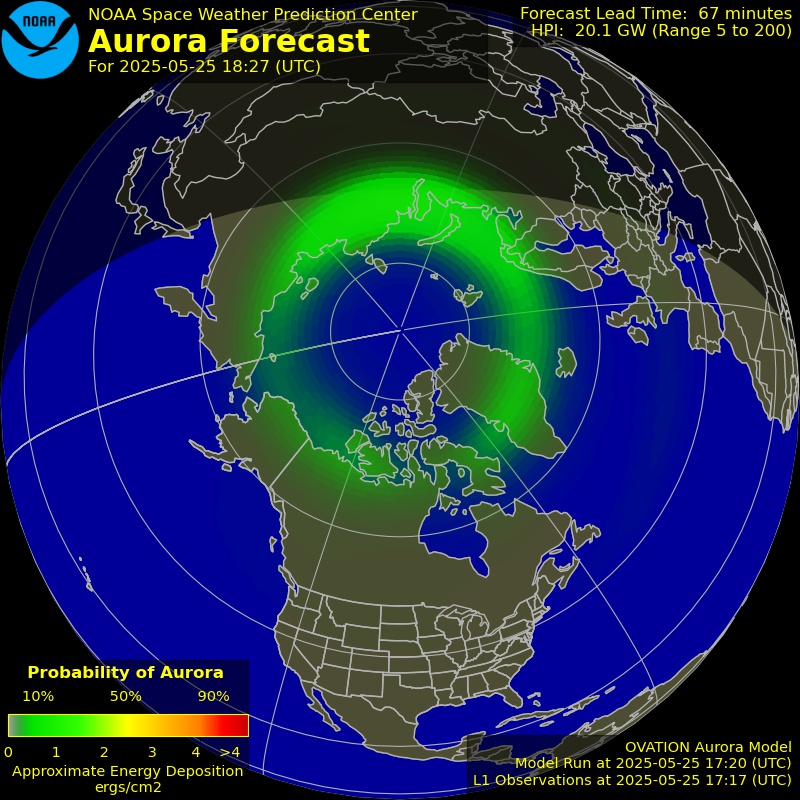 NOAA
NOAA Space Weather Prediction Center
Aurora Forecast
For 2025-05-25 18:27 (UTC)
Forecast Lead Time: 67 minutes
HPI: 20.1 GW (Range 5 to 200)
Probability of Aurora
10% 50% 90%
0 1 2 3 4 >4
Approximate Energy Deposition
ergs/cm2
OVATION Aurora Model
Model Run at 2025-05-25 17:20 (UTC)
L1 Observations at 2025-05-25 17:17 (UTC)